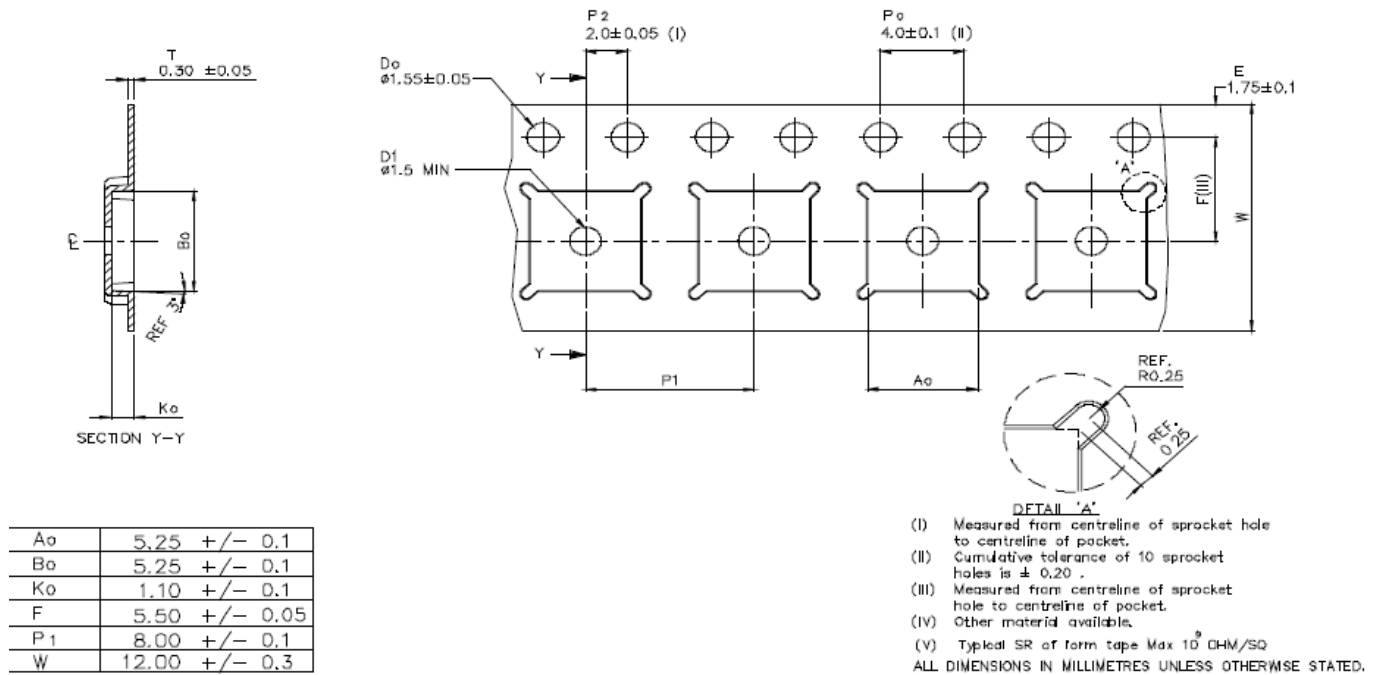 P2
2.0±0.05 (I)
Po
4.0±0.1 (II)
T
0.30 ±0.05
Do
ø1.55±0.05
Y
E
1.75±0.1
D1
ø1.5 MIN
"A"
F(III)
W
Bo
REF 3°
Ko
SECTION Y-Y
Y
P1
Ao
REF.
R0.25
REF.
0.25
DETAIL "A"
Ao 5.25 +/- 0.1
Bo 5.25 +/- 0.1
Ko 1.10 +/- 0.1
F 5.50 +/- 0.05
P1 8.00 +/- 0.1
W 12.00 +/- 0.3
(I) Measured from centreline of sprocket hole
to centreline of pocket.
(II) Cumulative tolerance of 10 sprocket
holes is ± 0.20 .
(III) Measured from centreline of sprocket
hole to centreline of pocket.
(IV) Other material available.
(V) Typical SR of form tape Max 10⁹ OHM/SQ
ALL DIMENSIONS IN MILLIMETRES UNLESS OTHERWISE STATED.